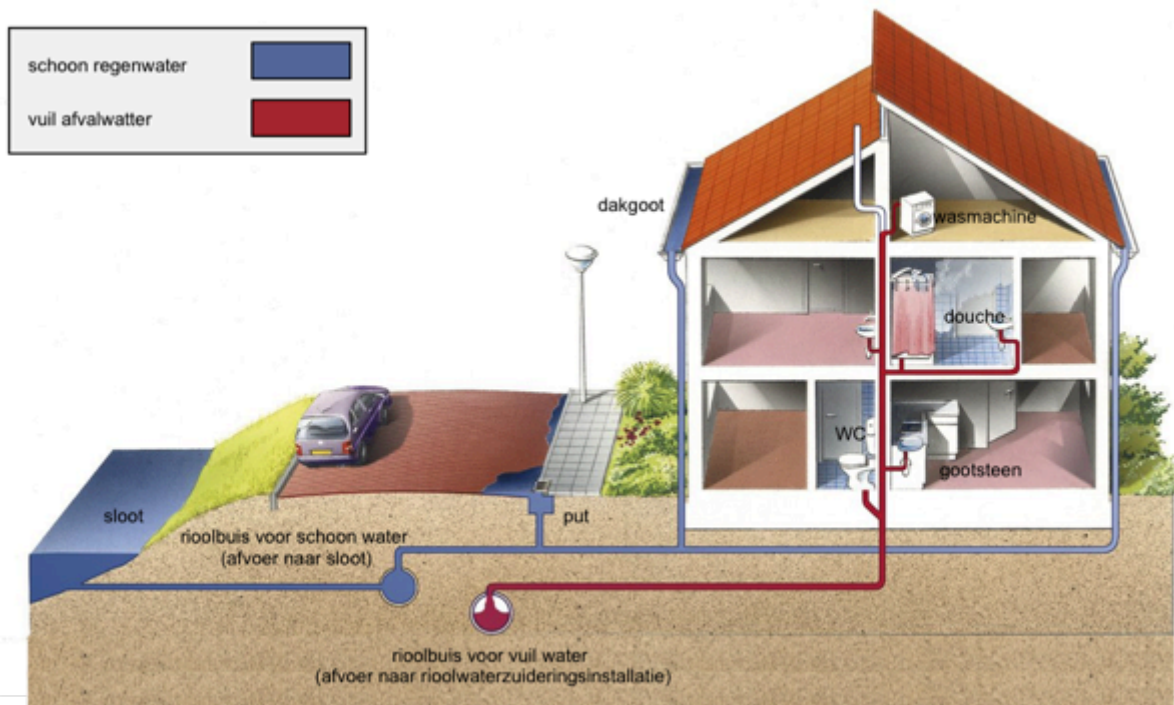 schoon regenwater
vuil afvalwatter
dakgoot
wasmachine
douche
WC
gootsteen
sloot
put
rioolbuis voor schoon water
(afvoer naar sloot)
rioolbuis voor vuil water
(afvoer naar rioolwaterzuideringsinstallatie)